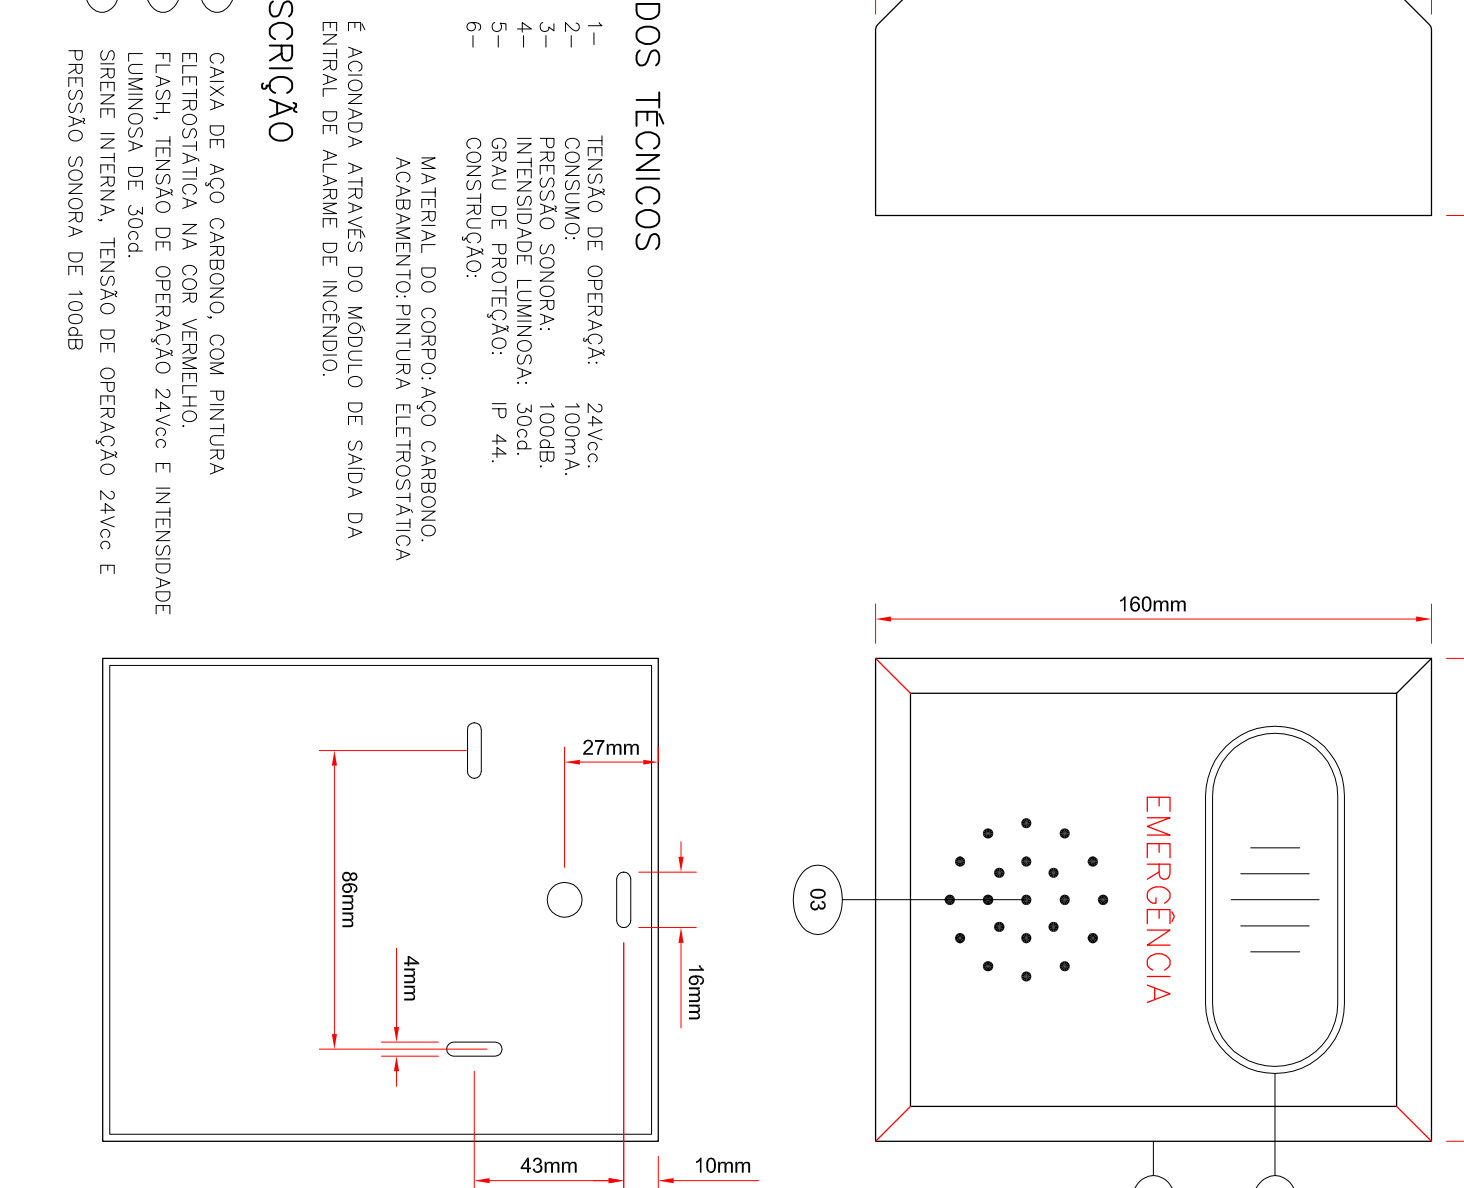 DOS TÉCNICOS
1– TENSÃO DE OPERAÇÃ: 24Vcc.
2– CONSUMO: 100mA.
3– PRESSÃO SONORA: 100dB.
4– INTENSIDADE LUMINOSA: 30cd.
5– GRAU DE PROTEÇÃO: IP 44.
6– CONSTRUÇÃO:
MATERIAL DO CORPO: AÇO CARBONO.
ACABAMENTO: PINTURA ELETROSTÁTICA
É ACIONADA ATRAVÉS DO MÓDULO DE SAÍDA DA
ENTRAL DE ALARME DE INCÊNDIO.
SCRIÇÃO
CAIXA DE AÇO CARBONO, COM PINTURA
ELETROSTÁTICA NA COR VERMELHO.
FLASH, TENSÃO DE OPERAÇÃO 24Vcc E INTENSIDADE
LUMINOSA DE 30cd.
SIRENE INTERNA, TENSÃO DE OPERAÇÃO 24Vcc E
PRESSÃO SONORA DE 100dB
160mm
EMERGÊNCIA
03
27mm
86mm
16mm
4mm
43mm
10mm